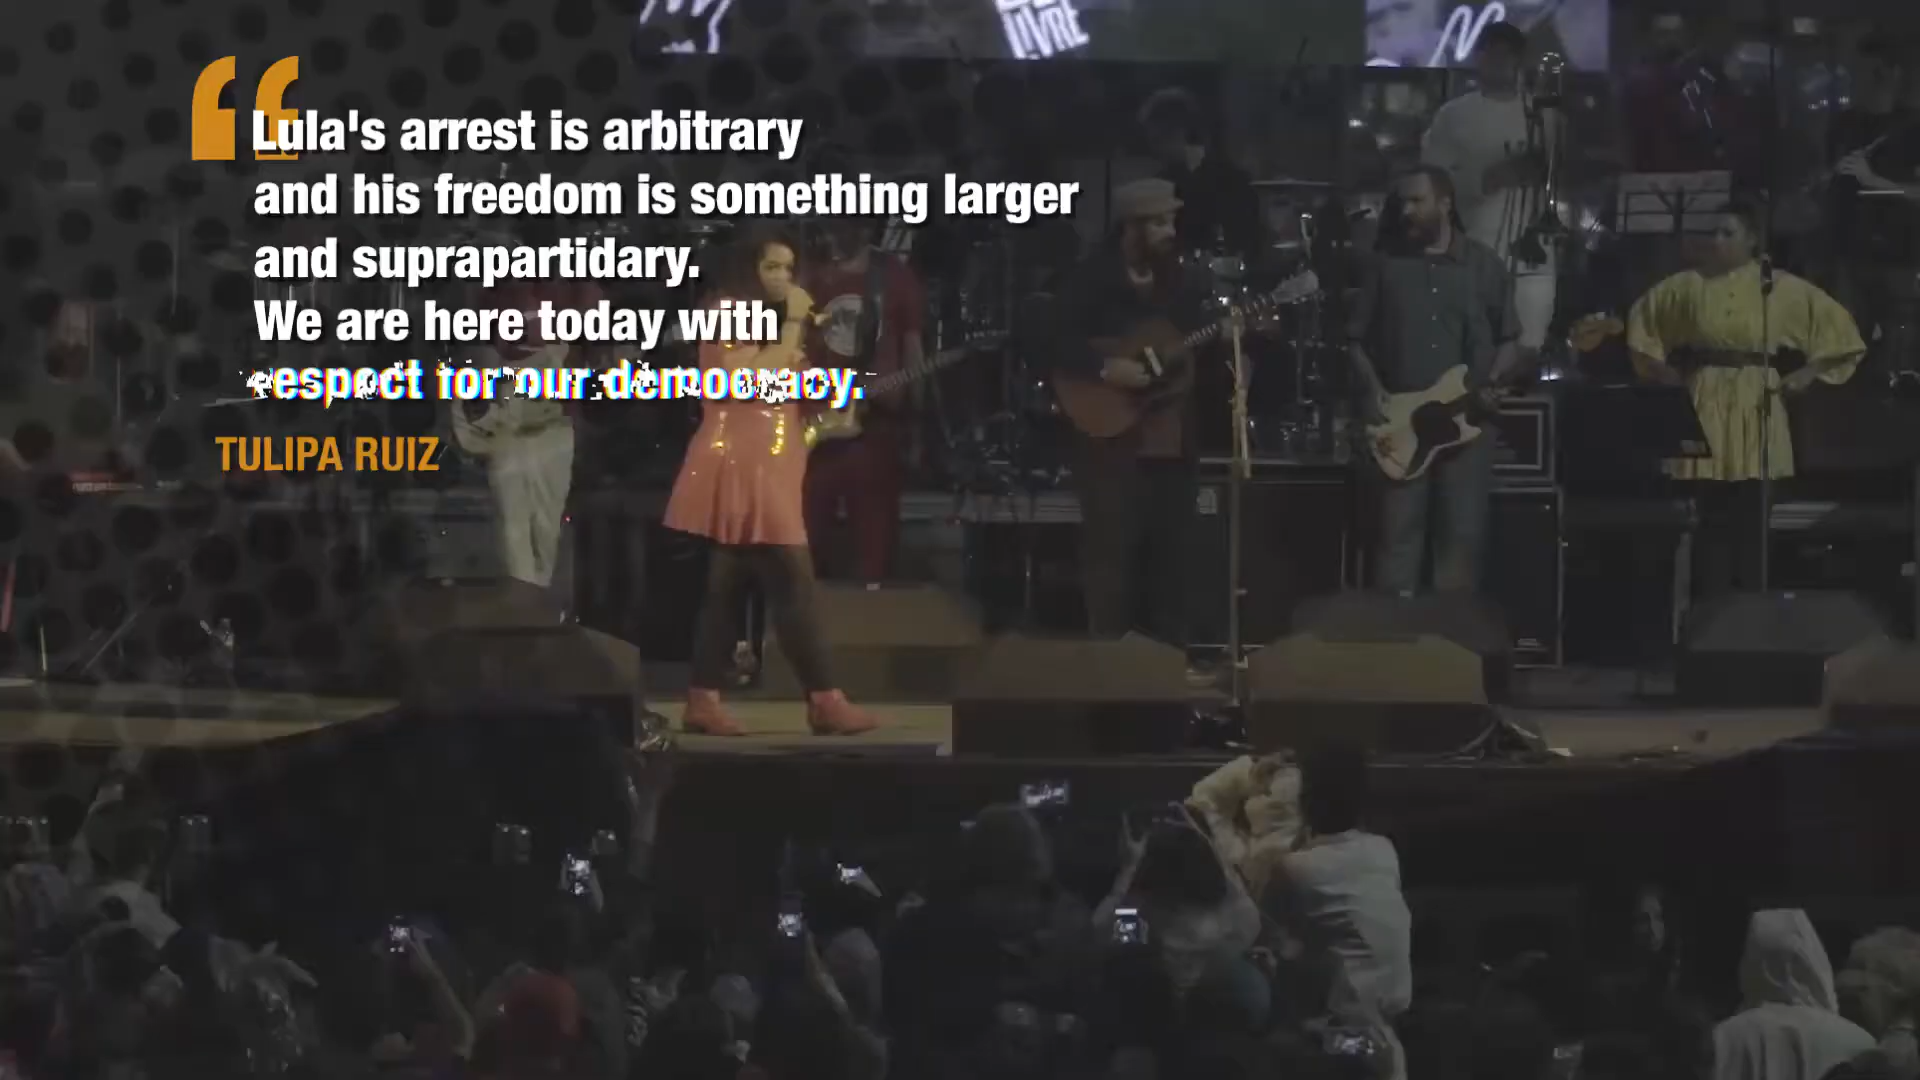 LIVRE
“Lula's arrest is arbitrary
and his freedom is something larger
and suprapartidary.
We are here today with
respect for our democracy.
TULIPA RUIZ